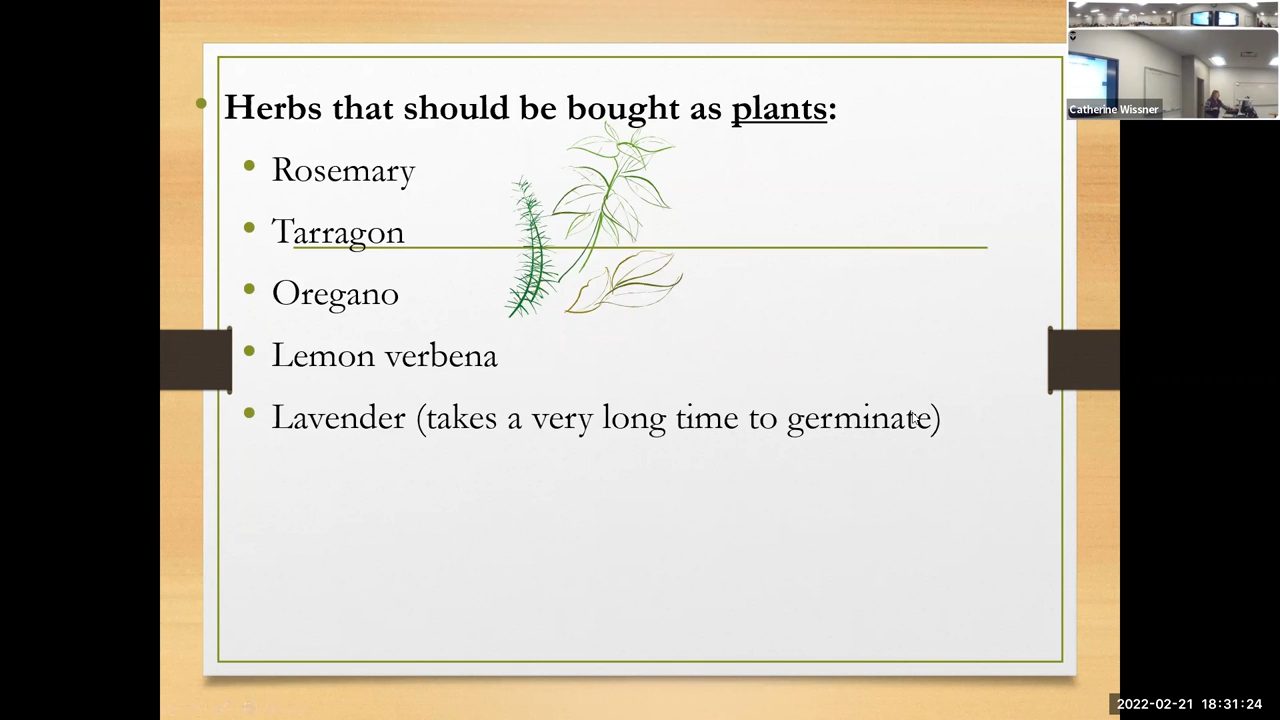 Herbs that should be bought as plants:
Rosemary
Tarragon
Oregano
Lemon verbena
Lavender (takes a very long time to germinate)
Catherine Wissner
2022-02-21 18:31:24